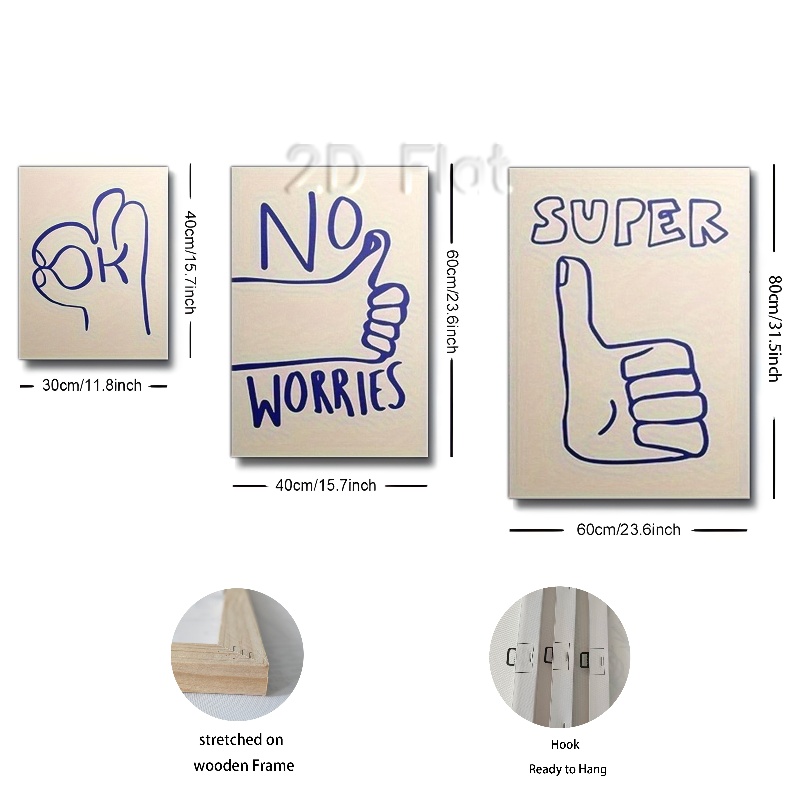 2D Flat
OK
40cm/15.7inch
30cm/11.8inch
NO
WORRIES
60cm/23.6inch
40cm/15.7inch
SUPER
80cm/31.5inch
60cm/23.6inch
stretched on
wooden Frame
Hook
Ready to Hang